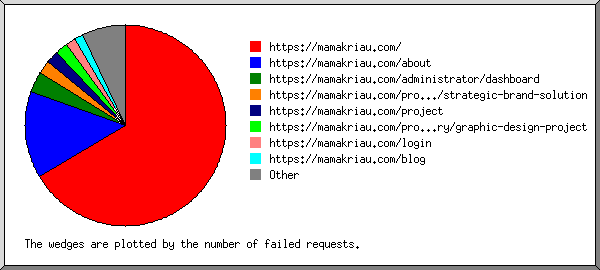 https://mamakriau.com/
https://mamakriau.com/about
https://mamakriau.com/administrator/dashboard
https://mamakriau.com/pro.../strategic-brand-solution
https://mamakriau.com/project
https://mamakriau.com/pro...ry/graphic-design-project
https://mamakriau.com/login
https://mamakriau.com/blog
Other
The wedges are plotted by the number of failed requests.